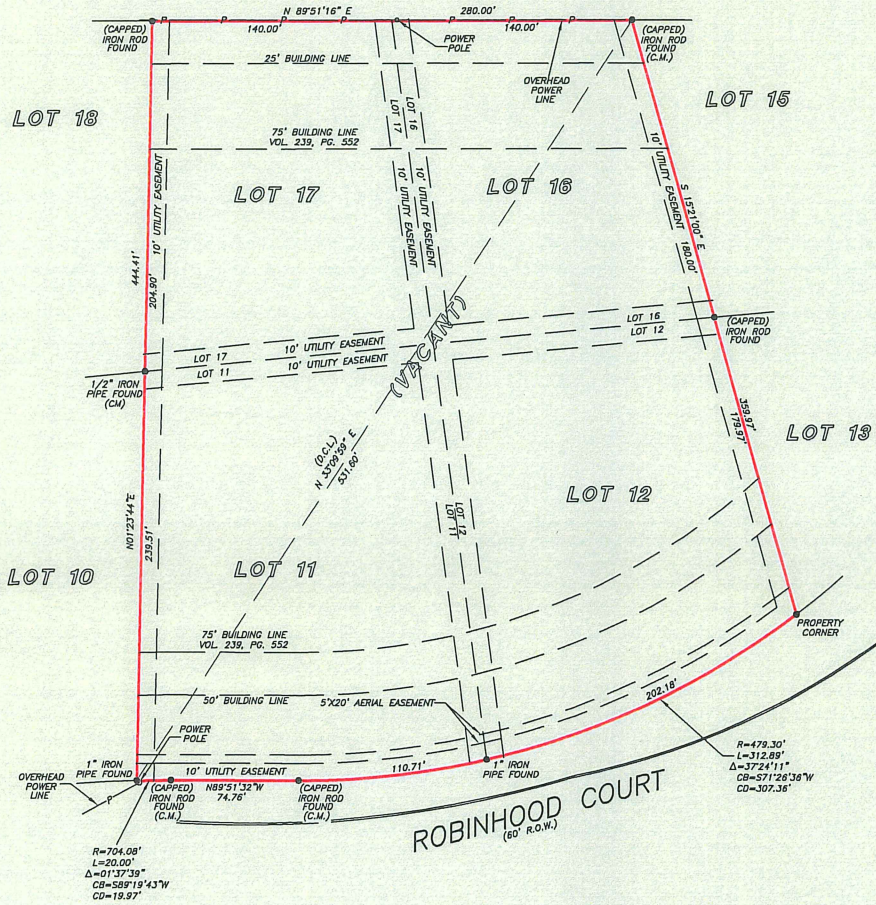 N 89°51'16" E
280.00'
140.00'
140.00'
(CAPPED)
IRON ROD
FOUND
POWER
POLE
(CAPPED)
IRON ROD
FOUND
(C.M.)
25' BUILDING LINE
OVERHEAD
POWER
LINE
LOT 18
LOT 17
LOT 16
LOT 15
75' BUILDING LINE
VOL. 239, PG. 552
10' UTILITY EASEMENT
10' UTILITY EASEMENT
10' UTILITY EASEMENT
10' UTILITY EASEMENT
LOT 17
LOT 16
S 15°21'00" E
180.00'
444.41'
204.90'
(VACANT)
LOT 16
LOT 12
(CAPPED)
IRON ROD
FOUND
LOT 17
10' UTILITY EASEMENT
LOT 11
10' UTILITY EASEMENT
1/2" IRON
PIPE FOUND
(CM)
359.97'
179.97'
LOT 13
(D.C.L)
N 33°09'59" E
531.60'
LOT 12
LOT 12
LOT 11
N01°23'44"E
239.51'
LOT 10
LOT 11
75' BUILDING LINE
VOL. 239, PG. 552
PROPERTY
CORNER
50' BUILDING LINE
5'X20' AERIAL EASEMENT
202.18'
POWER
POLE
1" IRON
PIPE FOUND
10' UTILITY EASEMENT
110.71'
1" IRON
PIPE FOUND
R=479.30'
L=312.89'
Δ=37°24'11"
CB=S71°26'38"W
CD=307.36'
OVERHEAD
POWER
LINE
P
(CAPPED)
IRON ROD
FOUND
(C.M.)
N89°51'32"W
74.76'
(CAPPED)
IRON ROD
FOUND
(C.M.)
ROBINHOOD COURT
(60' R.O.W.)
R=704.08'
L=20.00'
Δ=01°37'39"
CB=S89°19'43"W
CD=19.97'